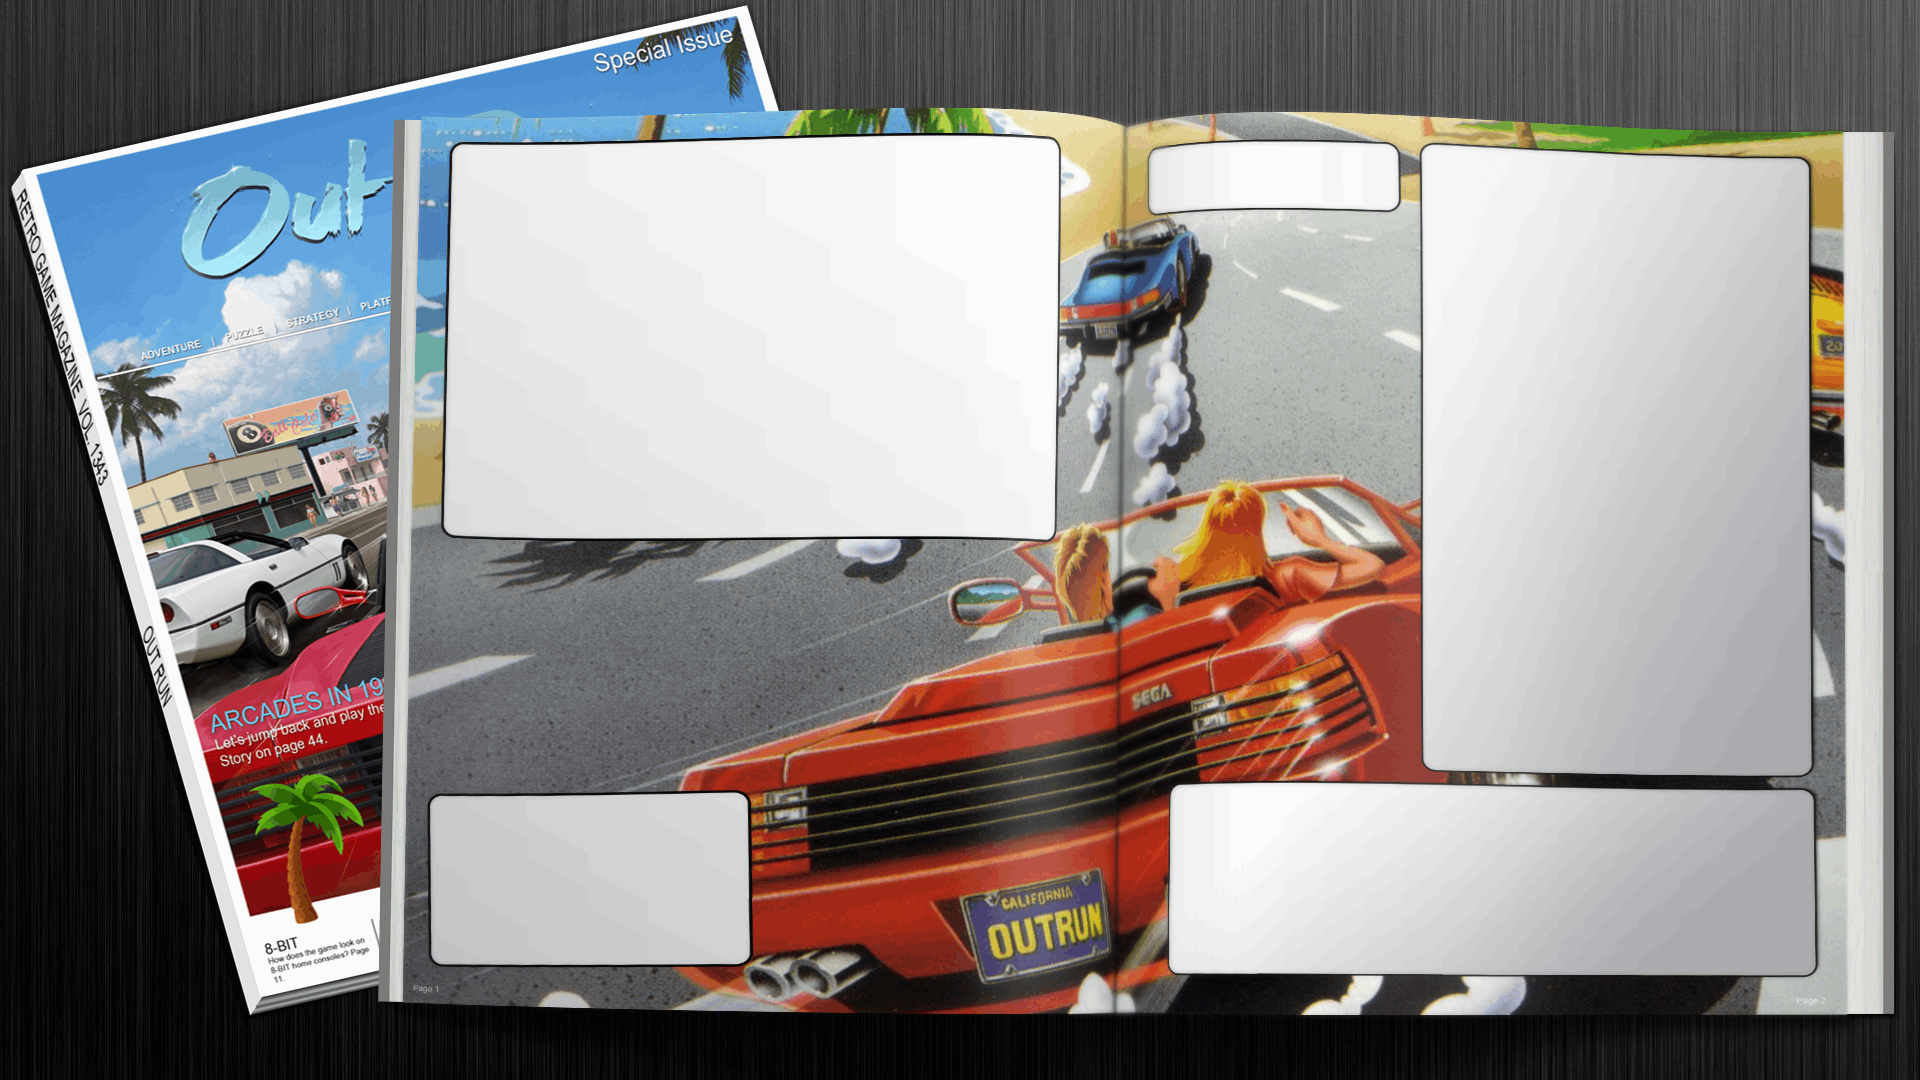 Special Issue
Out
ADVENTURE | PUZZLE | STRATEGY |
RETRO GAME MAGAZINE VOL. 1343
OUT RUN
ARCADES IN 19
Let's jump back and play the
Story on page 44.
8-BIT
How does the game look on
8-BIT home consoles? Page
11.
8
SEGA
CALIFORNIA
OUTRUN
Page 1
Page 2